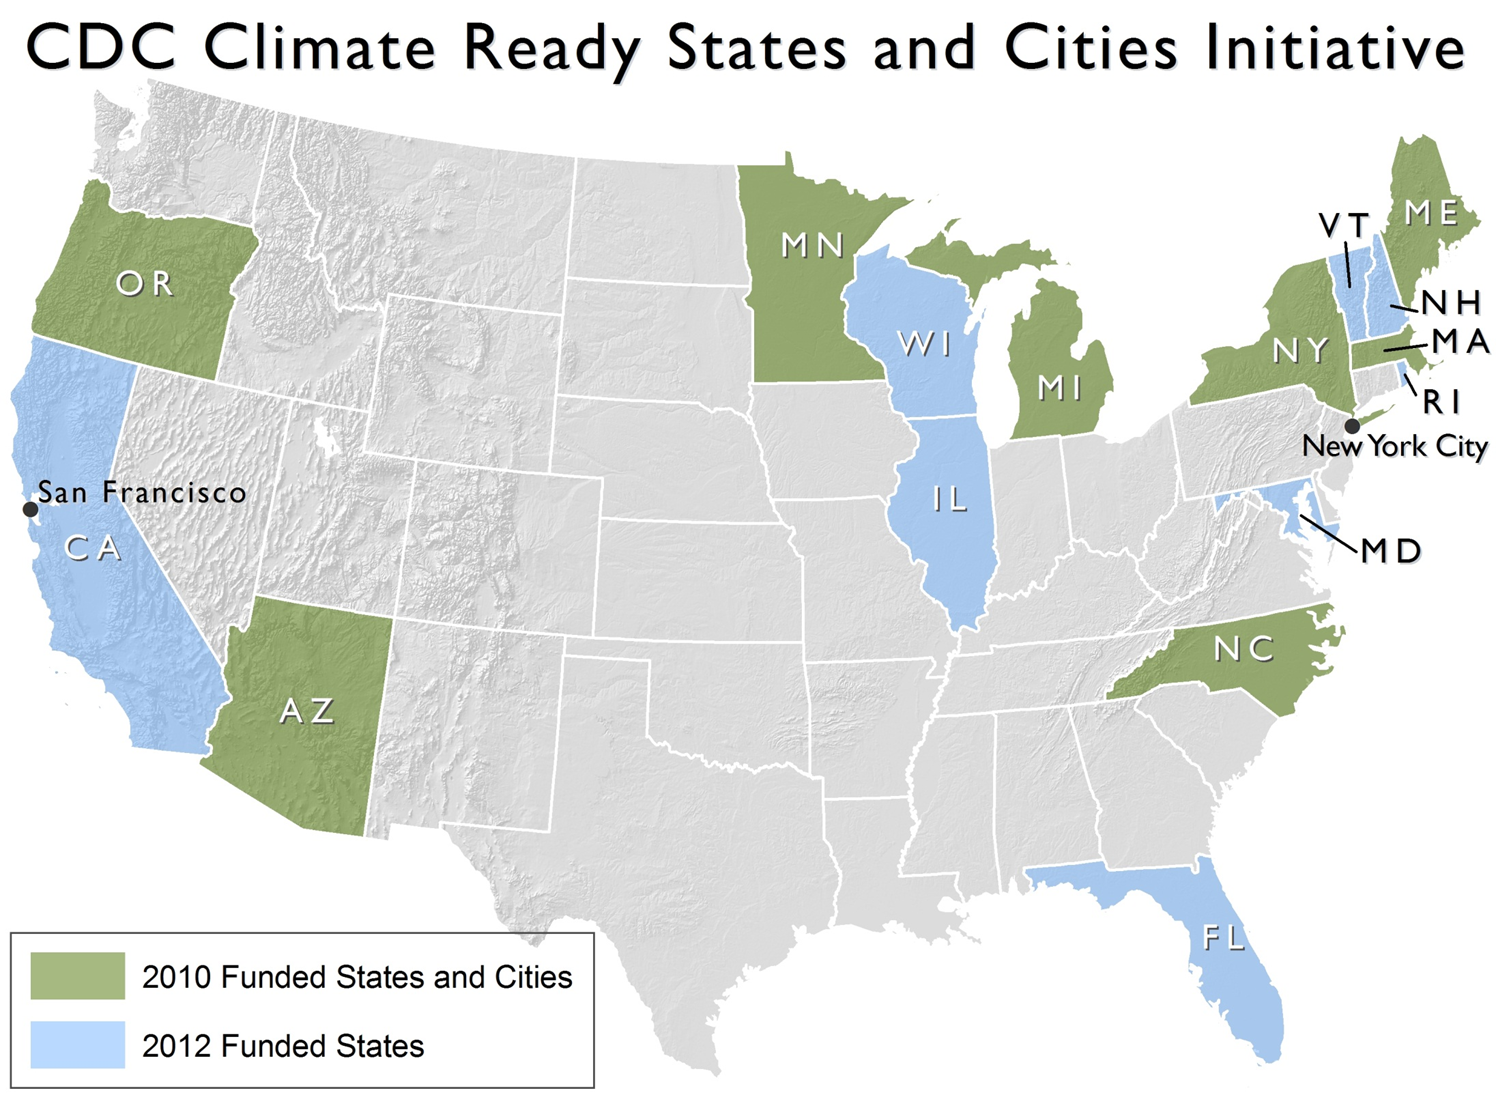 CDC Climate Ready States and Cities Initiative
ME
VT
MN
OR
NH
WI
NY
MA
MI
RI
New York City
San Francisco
IL
CA
MD
NC
AZ
FL
2010 Funded States and Cities
2012 Funded States